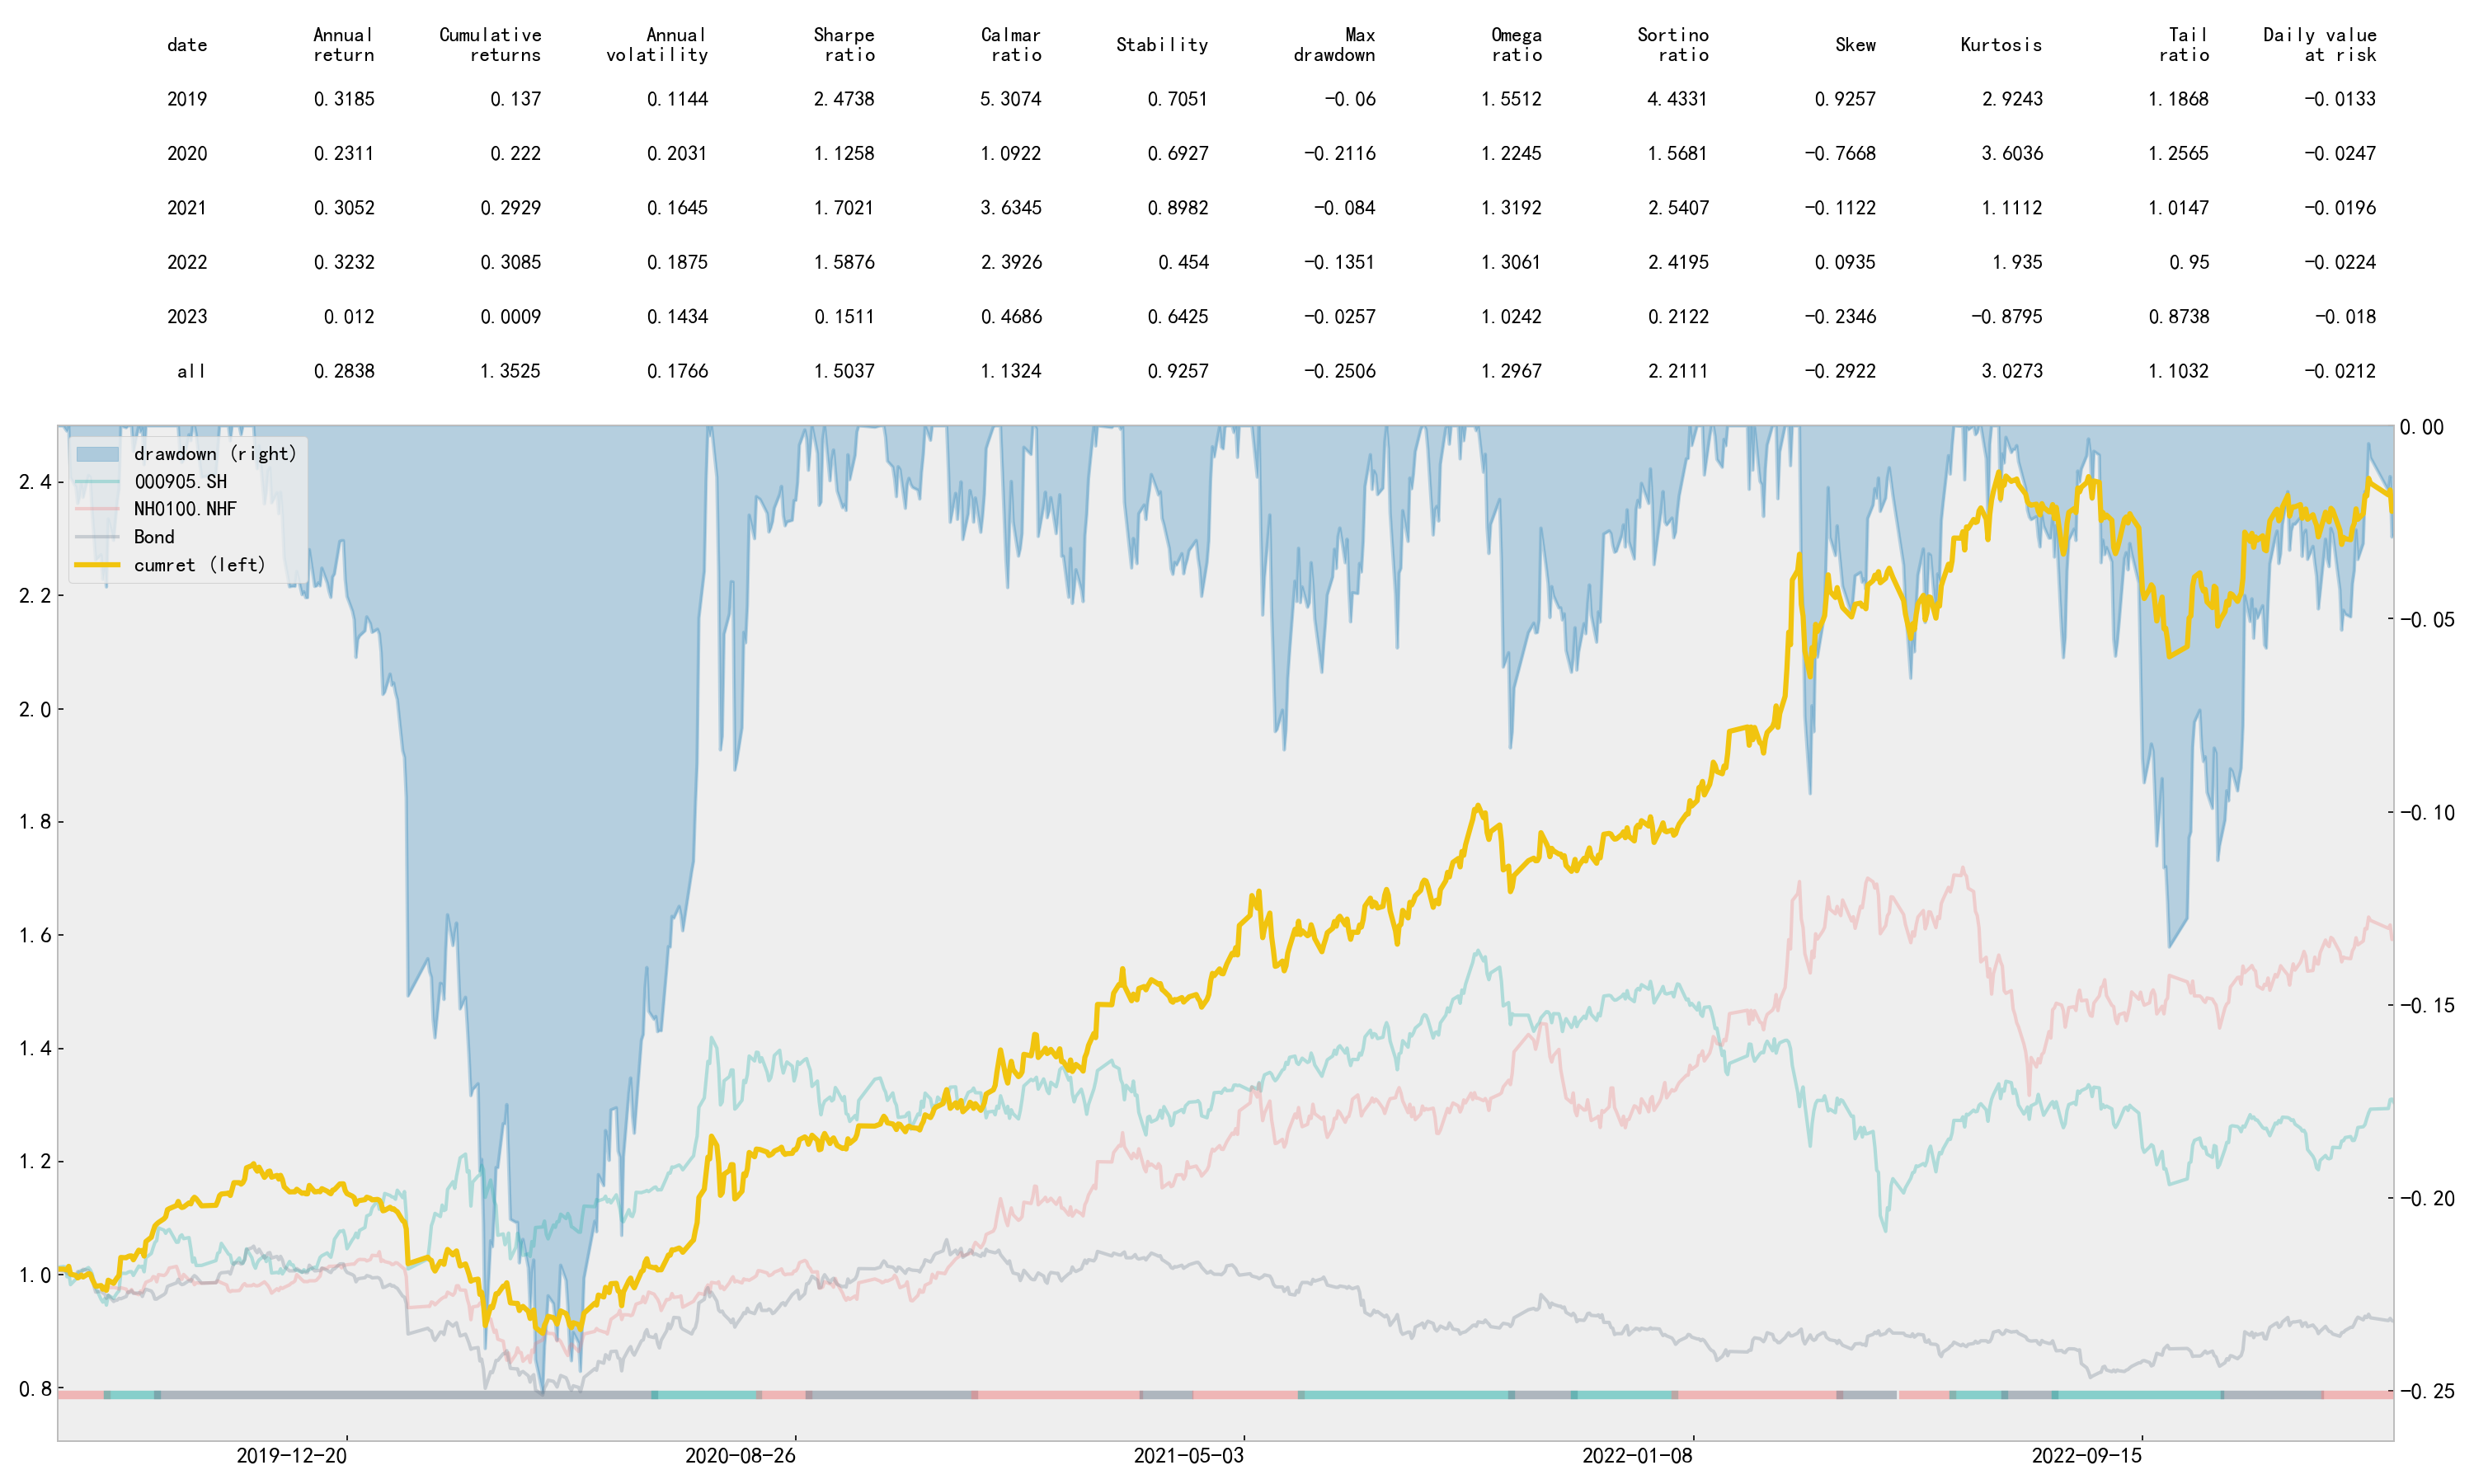 date Annual return Cumulative returns Annual volatility Sharpe ratio Calmar ratio Stability Max drawdown Omega ratio Sortino ratio Skew Kurtosis Tail ratio Daily value at risk
2019 0.3185 0.137 0.1144 2.4738 5.3074 0.7051 -0.06 1.5512 4.4331 0.9257 2.9243 1.1868 -0.0133
2020 0.2311 0.222 0.2031 1.1258 1.0922 0.6927 -0.2116 1.2245 1.5681 -0.7668 3.6036 1.2565 -0.0247
2021 0.3052 0.2929 0.1645 1.7021 3.6345 0.8982 -0.084 1.3192 2.5407 -0.1122 1.1112 1.0147 -0.0196
2022 0.3232 0.3085 0.1875 1.5876 2.3926 0.454 -0.1351 1.3061 2.4195 0.0935 1.935 0.95 -0.0224
2023 0.012 0.0009 0.1434 0.1511 0.4686 0.6425 -0.0257 1.0242 0.2122 -0.2346 -0.8795 0.8738 -0.018
all 0.2838 1.3525 0.1766 1.5037 1.1324 0.9257 -0.2506 1.2967 2.2111 -0.2922 3.0273 1.1032 -0.0212
drawdown (right)
000905.SH
NH0100.NHF
Bond
cumret (left)
2.4
2.2
2.0
1.8
1.6
1.4
1.2
1.0
0.8
0.00
-0.05
-0.10
-0.15
-0.20
-0.25
2019-12-20 2020-08-26 2021-05-03 2022-01-08 2022-09-15